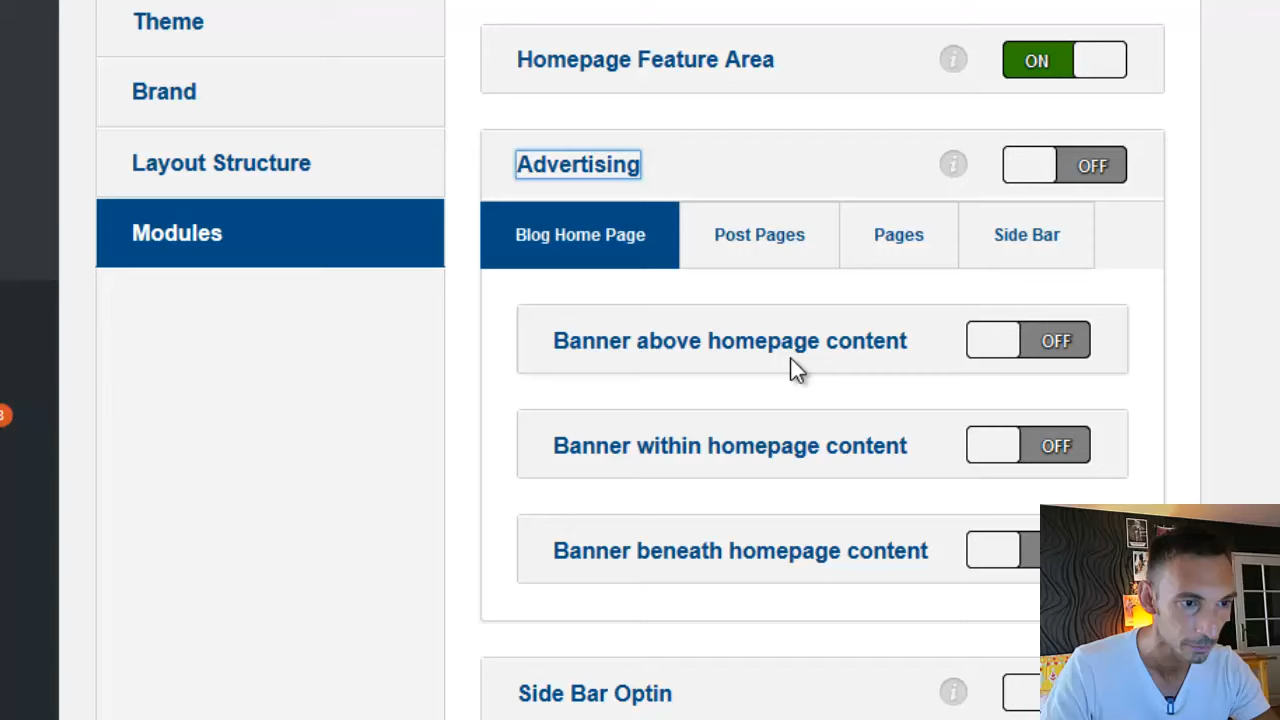 Theme
Brand
Layout Structure
Modules
Homepage Feature Area
ON
Advertising
OFF
Blog Home Page
Post Pages
Pages
Side Bar
Banner above homepage content
OFF
Banner within homepage content
OFF
Banner beneath homepage content
Side Bar Optin